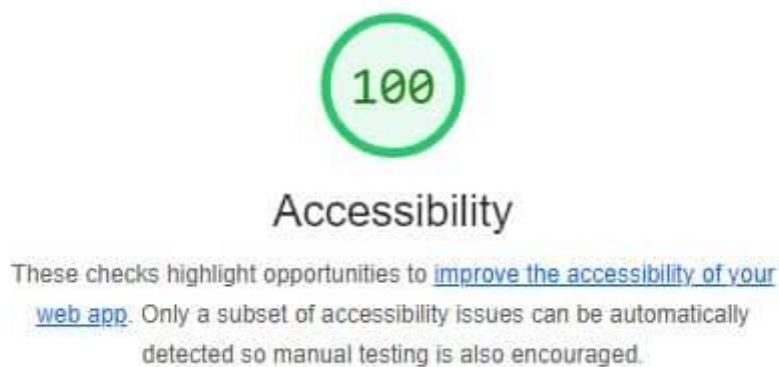 100
Accessibility
These checks highlight opportunities to improve the accessibility of your
web app. Only a subset of accessibility issues can be automatically
detected so manual testing is also encouraged.